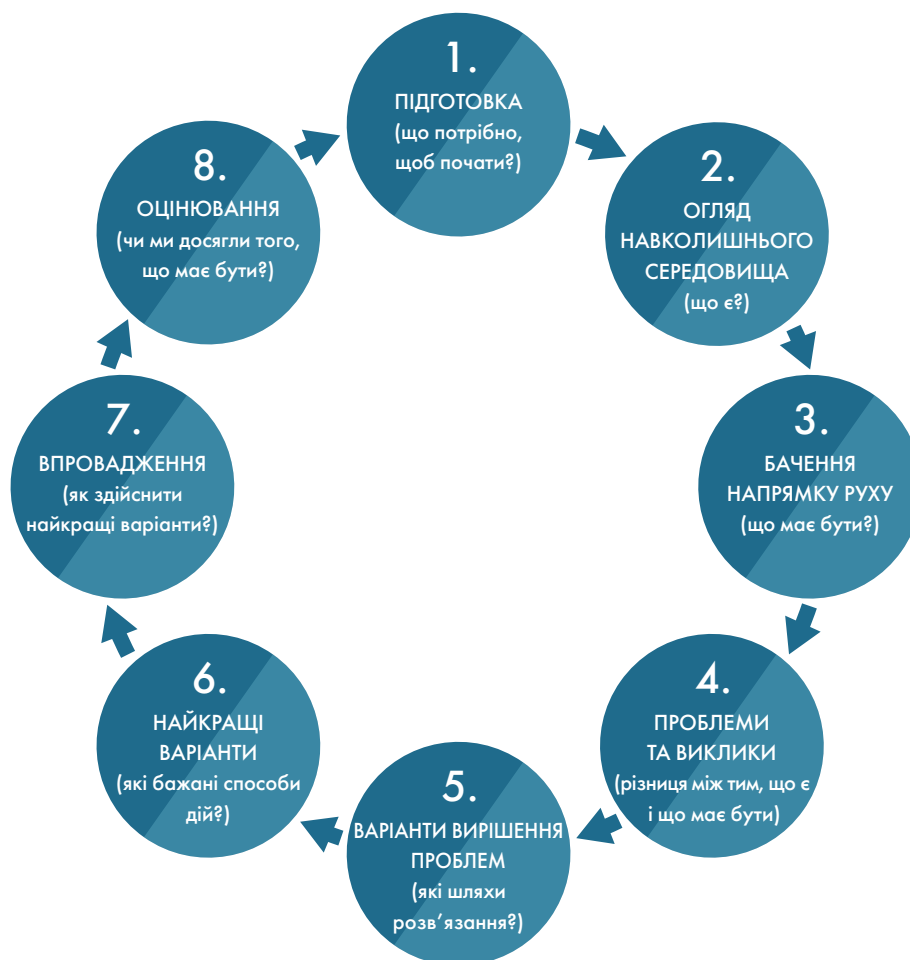 1.
ПІДГОТОВКА
(що потрібно,
щоб почати?)
2.
ОГЛЯД
НАВКОЛИШНЬОГО
СЕРЕДОВИЩА
(що є?)
3.
БАЧЕННЯ
НАПРЯМКУ РУХУ
(що має бути?)
4.
ПРОБЛЕМИ
ТА ВИКЛИКИ
(різниця між тим, що є
і що має бути)
5.
ВАРІАНТИ ВИРІШЕННЯ
ПРОБЛЕМ
(які шляхи
розв’язання?)
6.
НАЙКРАЩІ
ВАРІАНТИ
(які бажані способи
дій?)
7.
ВПРОВАДЖЕННЯ
(як здійснити
найкращі варіанти?)
8.
ОЦІНЮВАННЯ
(чи ми досягли того,
що має бути?)